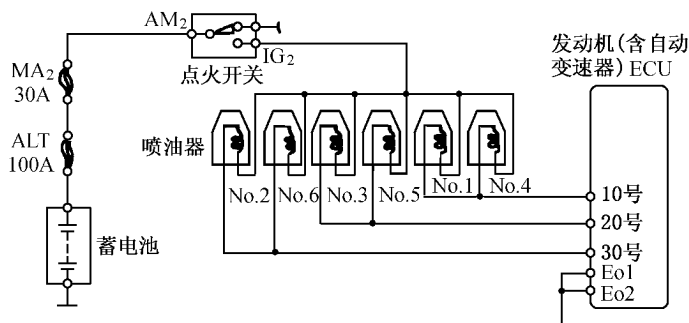 AM2
IG2
点火开关
MA2
30A
ALT
100A
蓄电池
喷油器
No.2
No.6
No.3
No.5
No.1
No.4
发动机(含自动
变速器)ECU
10号
20号
30号
Eo1
Eo2